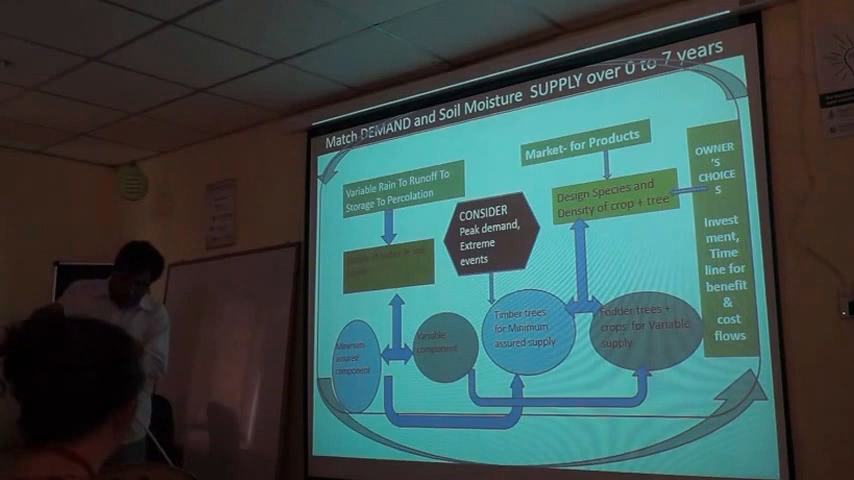 Match DEMAND and Soil Moisture SUPPLY over 0 to 7 years
Market- for Products
Variable Rain To Runoff To
Storage To Percolation
CONSIDER
Peak demand,
Extreme
events
Design Species and
Density of crop + tree
OWNER
'S
CHOICE
S
Invest
ment,
Time
line for
benefit
&
cost
flows
Minimum
assured
component
Variable
component
Timber trees
for Minimum
assured supply
Fodder trees +
crops for Variable
supply